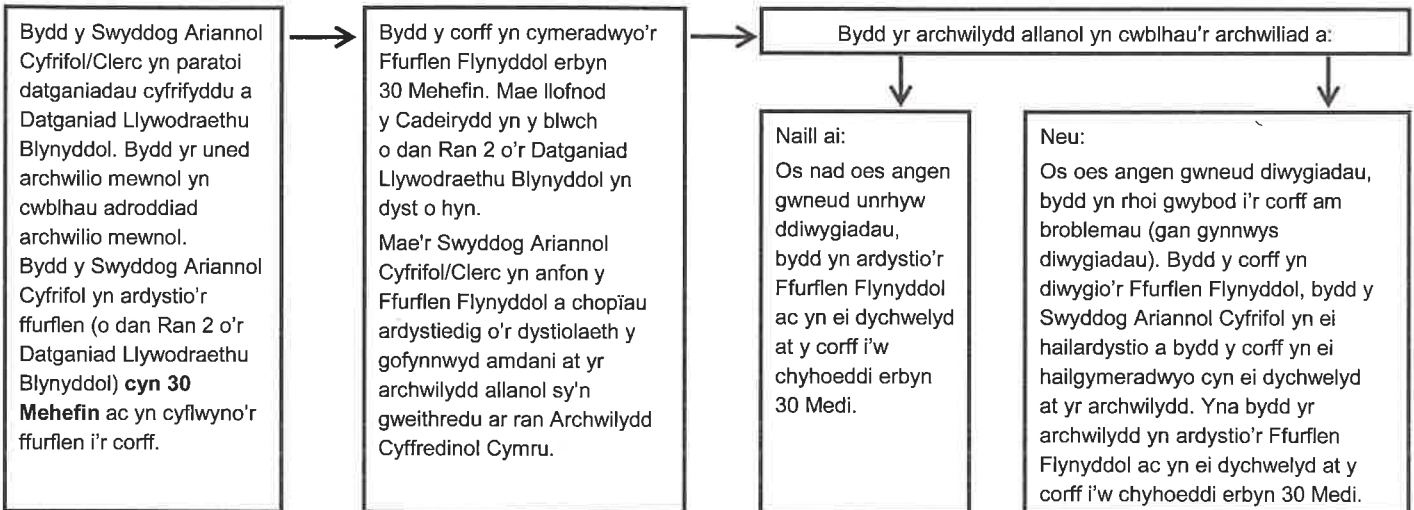 Bydd y Swyddog Ariannol
Cyfrifol/Clerc yn paratoi
datganiadau cyfrifyddu a
Datganiad Llywodraethu
Blynyddol. Bydd yr uned
archwilio mewnol yn
cwblhau adroddiad
archwilio mewnol.
Bydd y Swyddog Ariannol
Cyfrifol yn ardystio’r
ffurflen (o dan Ran 2 o’r
Datganiad Llywodraethu
Blynyddol) cyn 30
Mehefin ac yn cyflwyno’r
ffurflen i’r corff.
Bydd y corff yn cymeradwyo’r
Ffurflen Flynyddol erbyn
30 Mehefin. Mae llofnod
y Cadeirydd yn y blwch
o dan Ran 2 o’r Datganiad
Llywodraethu Blynyddol yn
dyst o hyn.
Mae'r Swyddog Ariannol
Cyfrifol/Clerc yn anfon y
Ffurflen Flynyddol a chopïau
ardystiedig o'r dystiolaeth y
gofynnwyd amdani at yr
archwilydd allanol sy'n
gweithredu ar ran Archwilydd
Cyffredinol Cymru.
Bydd yr archwilydd allanol yn cwblhau'r archwiliad a:
Naill ai:
Os nad oes angen
gwneud unrhyw
ddiwygiadau,
bydd yn ardystio’r
Ffurflen Flynyddol
ac yn ei dychwelyd
at y corff i’w
chyhoeddi erbyn
30 Medi.
Neu:
Os oes angen gwneud diwygiadau,
bydd yn rhoi gwybod i’r corff am
broblemau (gan gynnwys
diwygiadau). Bydd y corff yn
diwygio’r Ffurflen Flynyddol, bydd y
Swyddog Ariannol Cyfrifol yn ei
hailardystio a bydd y corff yn ei
hailgymeradwyo cyn ei dychwelyd
at yr archwilydd. Yna bydd yr
archwilydd yn ardystio’r Ffurflen
Flynyddol ac yn ei dychwelyd at y
corff i’w chyhoeddi erbyn 30 Medi.